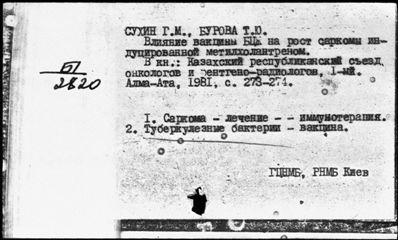 СУХИН Г.М., БУРОВА Т.Ю.
Влияние вакцины БЦЖ на рост саркомы ин-
дуцированной метилхолантреном.
В кн.: Казахский республиканский съезд
онкологов и рентгено-радиологов, 1-ый.
Алма-Ата, 1981, с. 273-274.
Б1
2820
1. Саркома - лечение - - иммунотерапия.
2. Туберкулезные бактерии - вакцина.
ГЦНМБ, РНМБ Киев